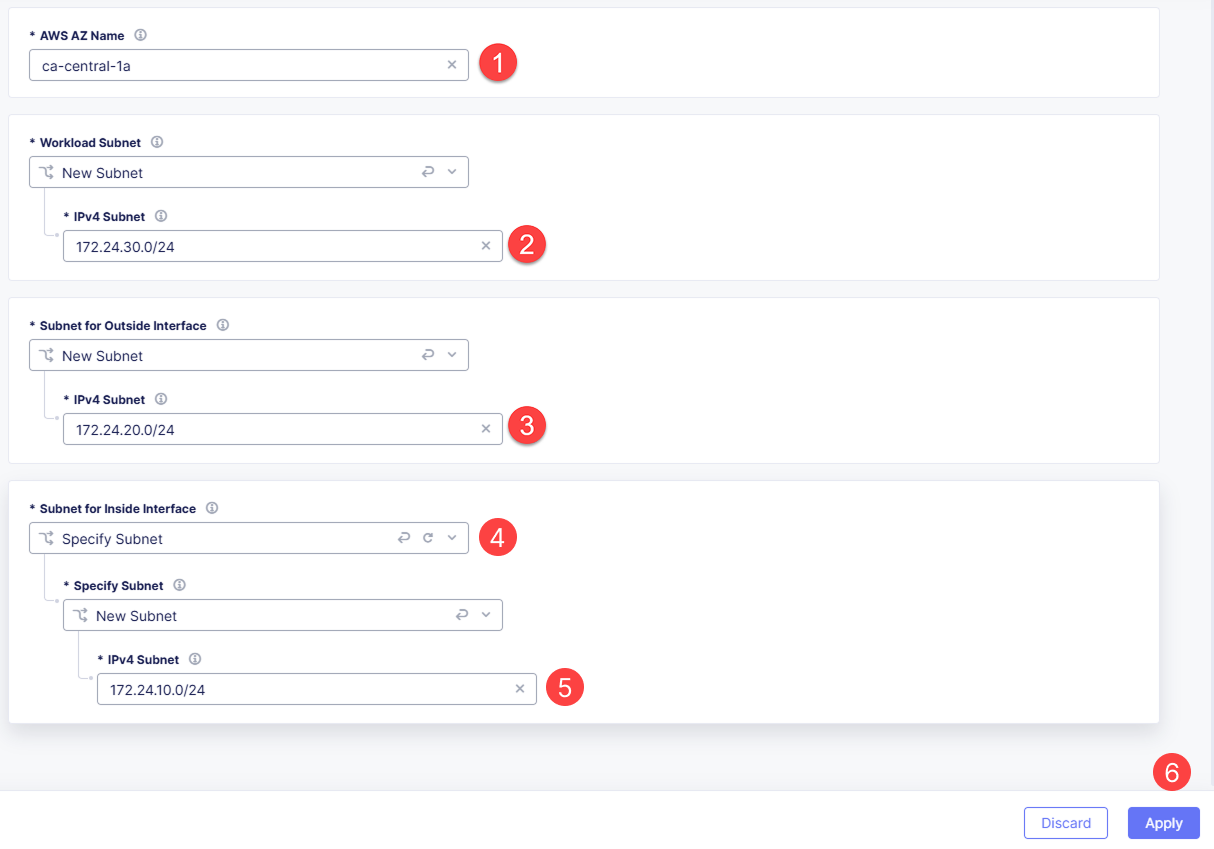 * AWS AZ Name
ca-central-1a
1
* Workload Subnet
New Subnet
* IPv4 Subnet
172.24.30.0/24
2
* Subnet for Outside Interface
New Subnet
* IPv4 Subnet
172.24.20.0/24
3
* Subnet for Inside Interface
Specify Subnet
4
* Specify Subnet
New Subnet
* IPv4 Subnet
172.24.10.0/24
5
6
Discard
Apply